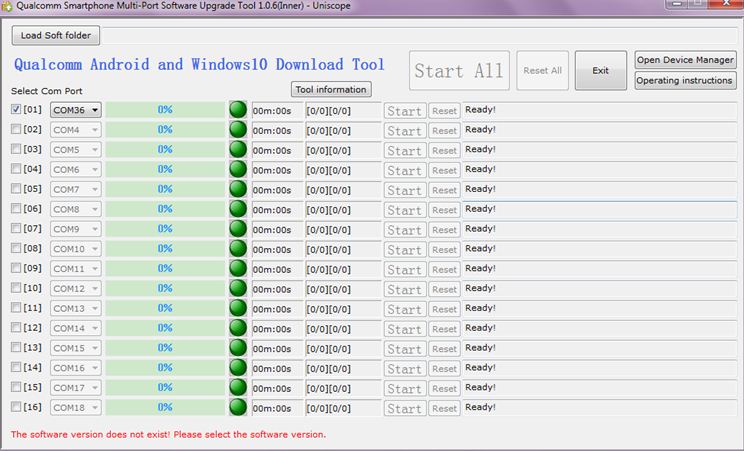 Qualcomm Smartphone Multi-Port Software Upgrade Tool 1.0.6(Inner) - Uniscope
Load Soft folder
Qualcomm Android and Windows10 Download Tool
Start All
Reset All
Exit
Open Device Manager
Operating instructions
Select Com Port
Tool information
[01] COM36 0% 00m:00s [0/0][0/0] Start Reset Ready!
[02] COM4 0% 00m:00s [0/0][0/0] Start Reset Ready!
[03] COM5 0% 00m:00s [0/0][0/0] Start Reset Ready!
[04] COM6 0% 00m:00s [0/0][0/0] Start Reset Ready!
[05] COM7 0% 00m:00s [0/0][0/0] Start Reset Ready!
[06] COM8 0% 00m:00s [0/0][0/0] Start Reset Ready!
[07] COM9 0% 00m:00s [0/0][0/0] Start Reset Ready!
[08] COM10 0% 00m:00s [0/0][0/0] Start Reset Ready!
[09] COM11 0% 00m:00s [0/0][0/0] Start Reset Ready!
[10] COM12 0% 00m:00s [0/0][0/0] Start Reset Ready!
[11] COM13 0% 00m:00s [0/0][0/0] Start Reset Ready!
[12] COM14 0% 00m:00s [0/0][0/0] Start Reset Ready!
[13] COM15 0% 00m:00s [0/0][0/0] Start Reset Ready!
[14] COM16 0% 00m:00s [0/0][0/0] Start Reset Ready!
[15] COM17 0% 00m:00s [0/0][0/0] Start Reset Ready!
[16] COM18 0% 00m:00s [0/0][0/0] Start Reset Ready!
The software version does not exist! Please select the software version.